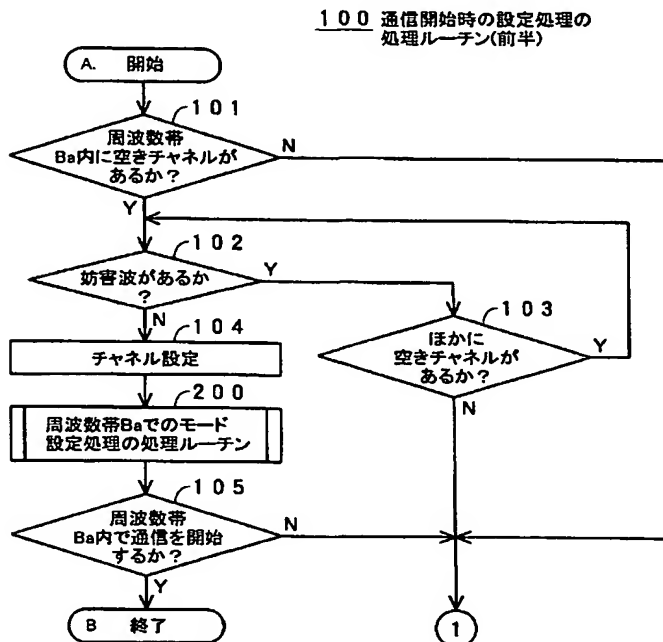 100 通信開始時の設定処理の
処理ルーチン(前半)
A. 開始
101
周波数帯
Ba内に空きチャネルが
あるか？
N
Y
102
妨害波があるか
？
Y
N
103
ほかに
空きチャネルが
あるか？
Y
N
104
チャネル設定
200
周波数帯Baでのモード
設定処理の処理ルーチン
105
周波数帯
Ba内で通信を開始
するか？
N
Y
B 終了
1